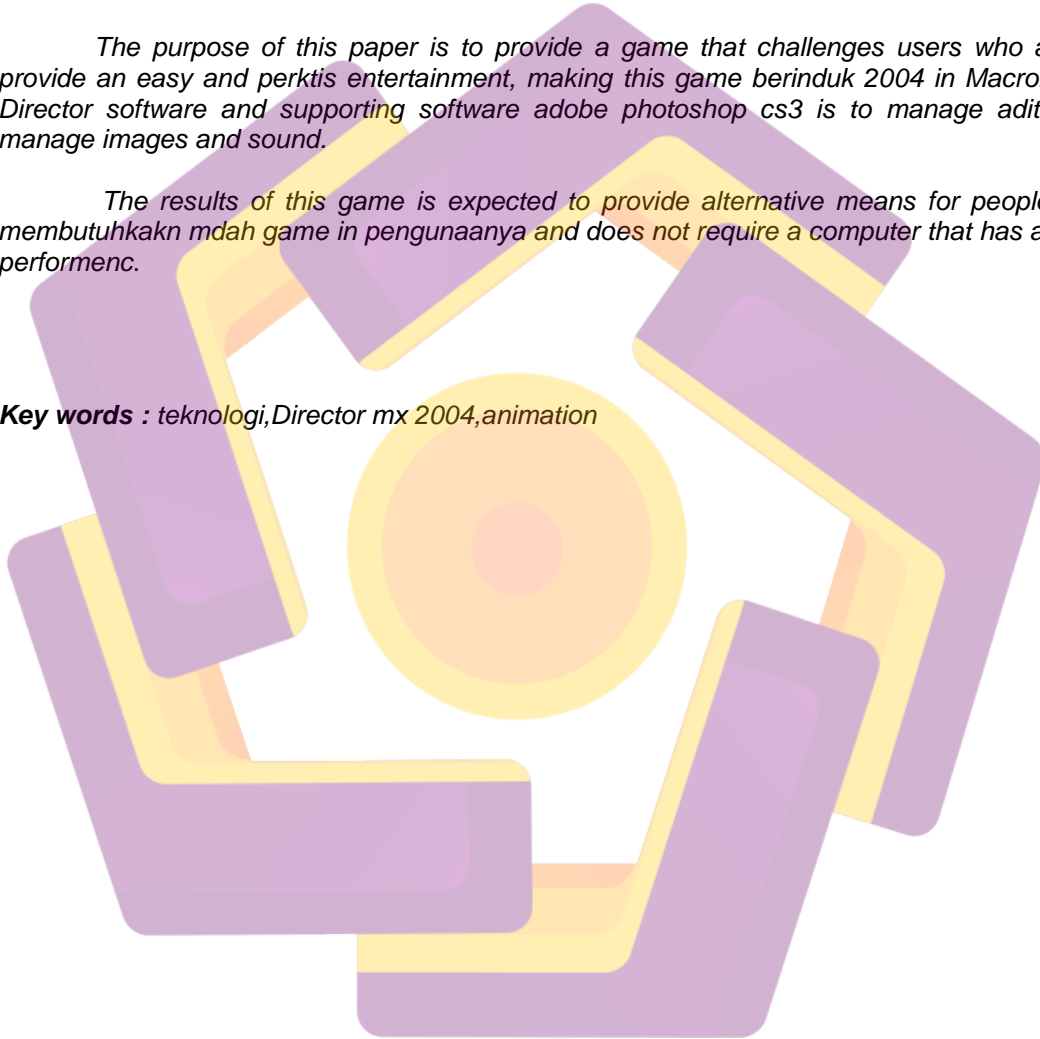 The purpose of this paper is to provide a game that challenges users who
provide an easy and perktis entertainment, making this game berinduk 2004 in
Director software and supporting software adobe photoshop cs3 is to manage
manage images and sound.
The results of this game is expected to provide alternative means for people
membutuhkakn mdah game in pengunaanya and does not require a computer that has
performenc.
Key words : teknologi,Director mx 2004,animation